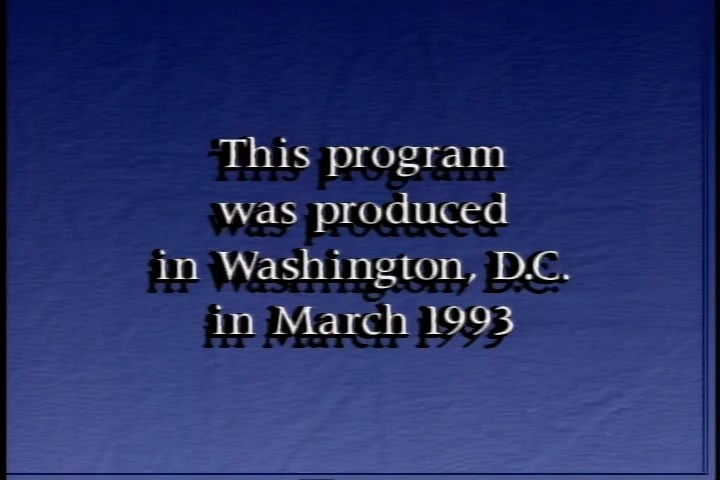 This program
was produced
in Washington, D.C.
in March 1993